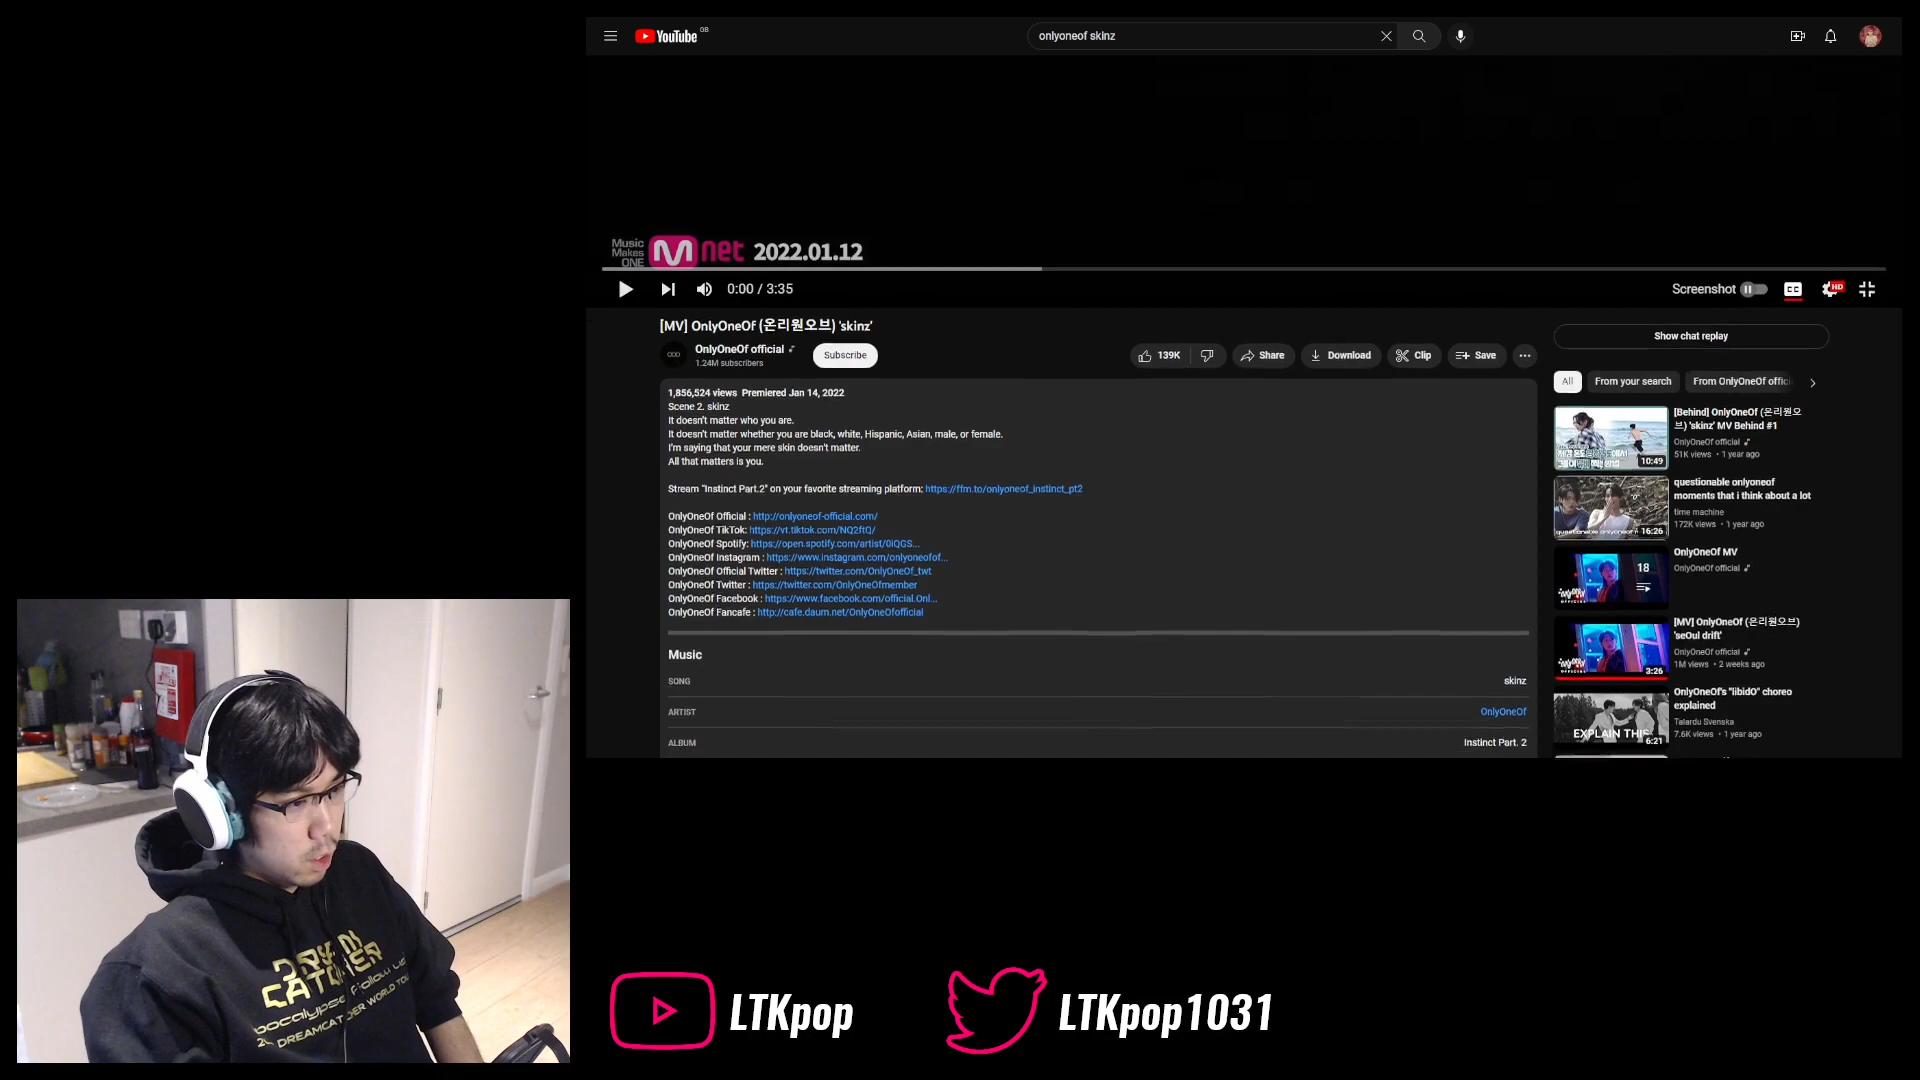 YouTube GB
onlyoneof skinz
Music Makes ONE Mnet 2022.01.12
0:00 / 3:35
Screenshot
CC
HD
[MV] OnlyOneOf (온리원오브) 'skinz'
OnlyOneOf official
1.24M subscribers
Subscribe
139K
Share
Download
Clip
Save
1,856,524 views Premiered Jan 14, 2022
Scene 2. skinz
It doesn't matter who you are.
It doesn't matter whether you are black, white, Hispanic, Asian, male, or female.
I'm saying that your mere skin doesn't matter.
All that matters is you.
Stream "Instinct Part.2" on your favorite streaming platform: https://ffm.to/onlyoneof_instinct_pt2
OnlyOneOf Official : http://onlyoneof-official.com/
OnlyOneOf TikTok: https://vt.tiktok.com/NQ2ftQ/
OnlyOneOf Spotify: https://open.spotify.com/artist/0iQGS...
OnlyOneOf Instagram : https://www.instagram.com/onlyoneofof...
OnlyOneOf Official Twitter : https://twitter.com/OnlyOneOf_twt
OnlyOneOf Twitter : https://twitter.com/OnlyOneOfmember
OnlyOneOf Facebook : https://www.facebook.com/official.Onl...
OnlyOneOf Fancafe : http://cafe.daum.net/OnlyOneOfofficial
Music
SONG
skinz
ARTIST
OnlyOneOf
ALBUM
Instinct Part. 2
Show chat replay
All
From your search
From OnlyOneOf offici
[Behind] OnlyOneOf (온리원오
브) 'skinz' MV Behind #1
OnlyOneOf official
51K views • 1 year ago
10:49
questionable onlyoneof
moments that i think about a lot
time machine
172K views • 1 year ago
16:26
OnlyOneOf MV
OnlyOneOf official
18
[MV] OnlyOneOf (온리원오브)
'seOul drift'
OnlyOneOf official
1M views • 2 weeks ago
3:26
OnlyOneOf's "libidO" choreo
explained
Talardu Svenska
7.6K views • 1 year ago
EXPLAIN THIS
6:21
DREAM
CATCHER
DREAMCATCHER WORLD TOUR
LTKpop
LTKpop1031